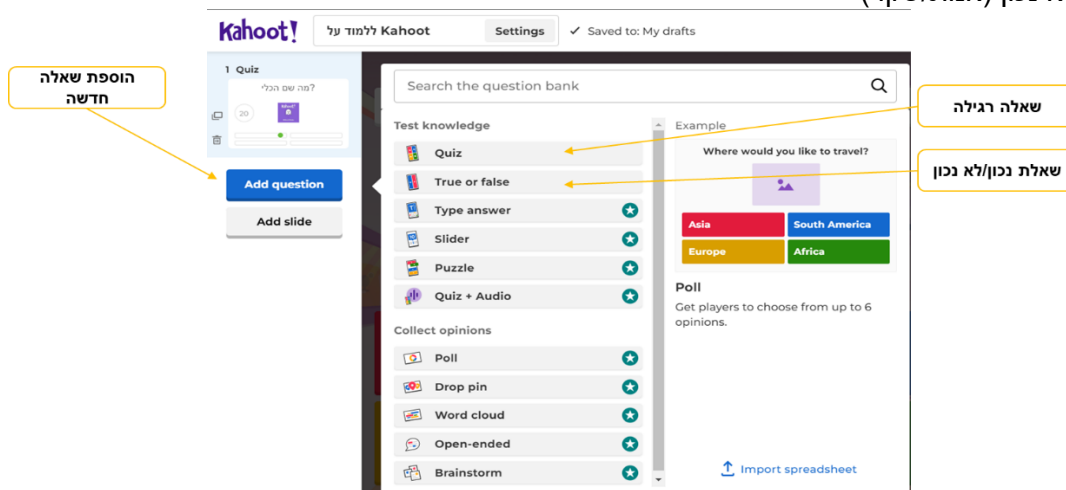 Kahoot!
ללמוד על Kahoot
Settings
Saved to: My drafts
1 Quiz
מה שם הכלי?
20
Add question
Add slide
הוספת שאלה
חדשה
Search the question bank
Test knowledge
Quiz
True or false
Type answer
Slider
Puzzle
Quiz + Audio
Collect opinions
Poll
Drop pin
Word cloud
Open-ended
Brainstorm
Example
Where would you like to travel?
Asia
South America
Europe
Africa
Poll
Get players to choose from up to 6
opinions.
Import spreadsheet
שאלה רגילה
שאלת נכון/לא נכון